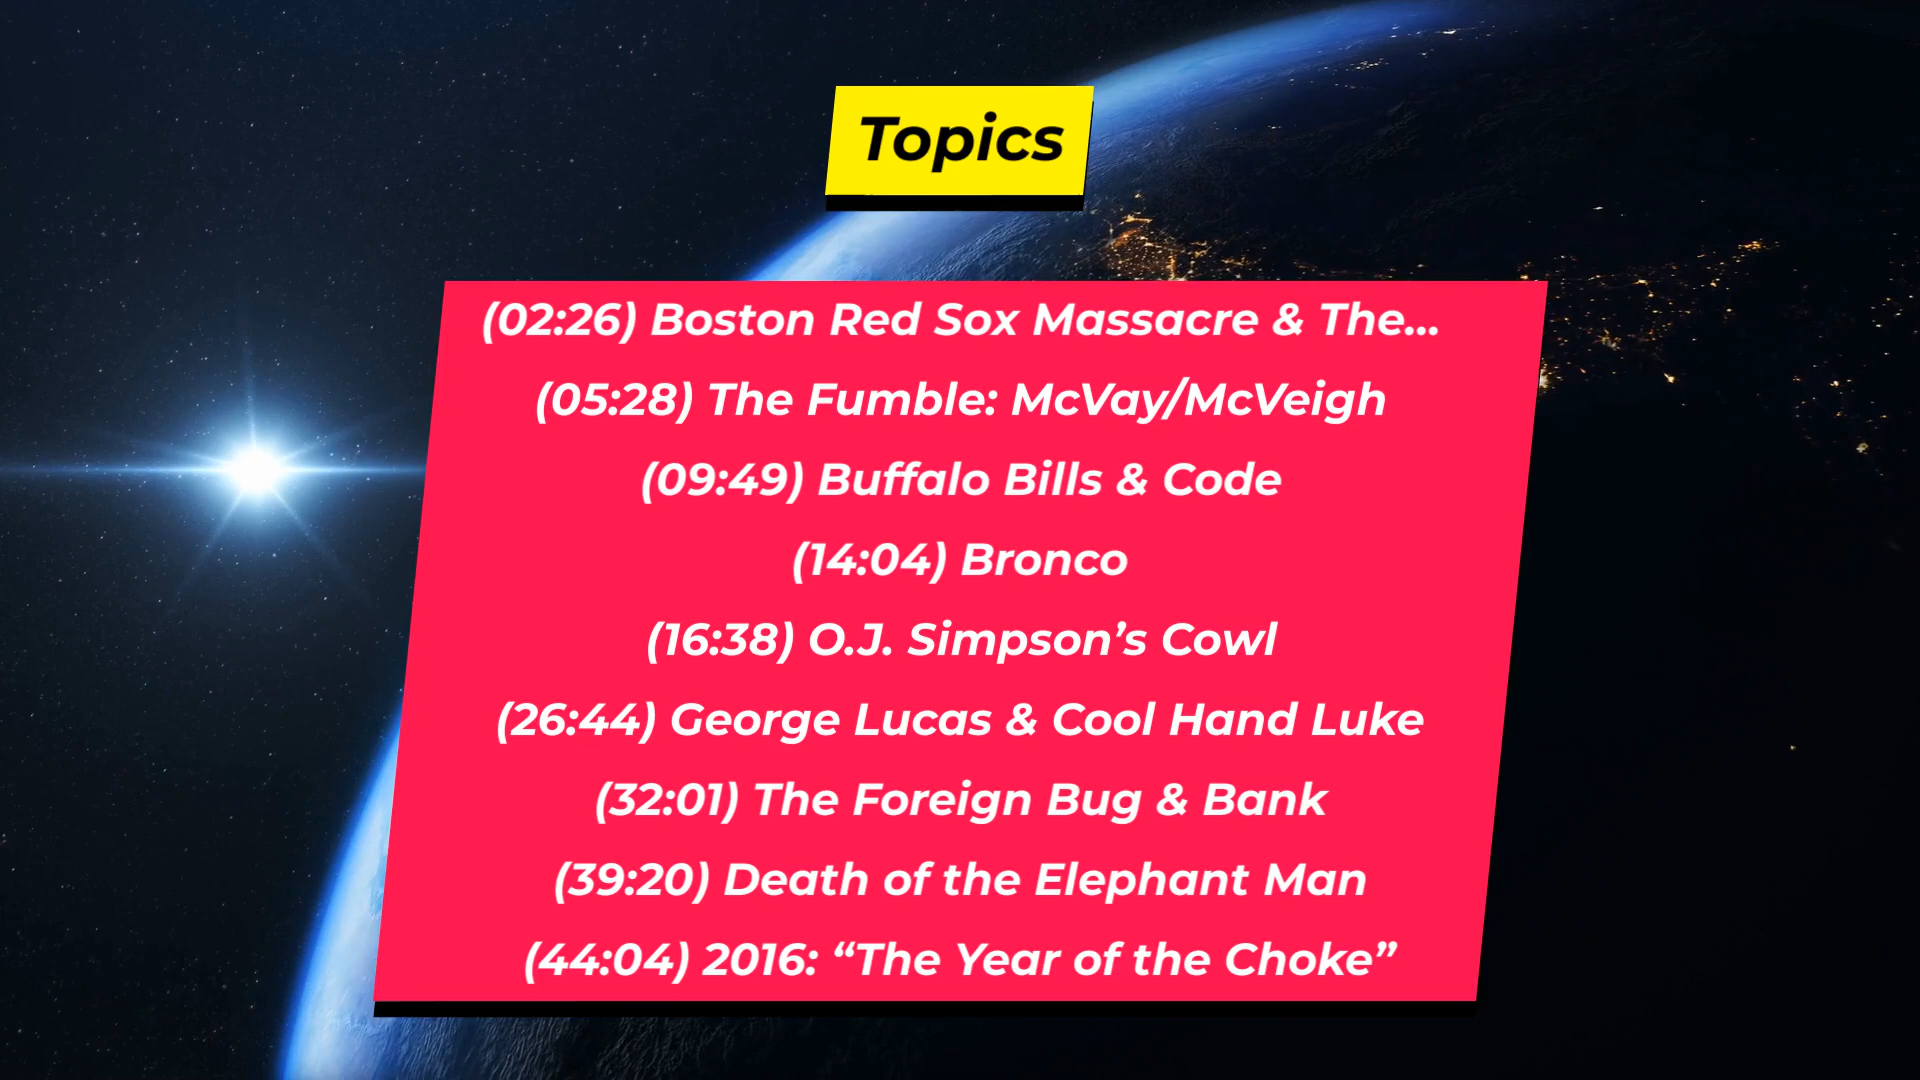 Topics
(02:26) Boston Red Sox Massacre & The...
(05:28) The Fumble: McVay/McVeigh
(09:49) Buffalo Bills & Code
(14:04) Bronco
(16:38) O.J. Simpson’s Cowl
(26:44) George Lucas & Cool Hand Luke
(32:01) The Foreign Bug & Bank
(39:20) Death of the Elephant Man
(44:04) 2016: “The Year of the Choke”